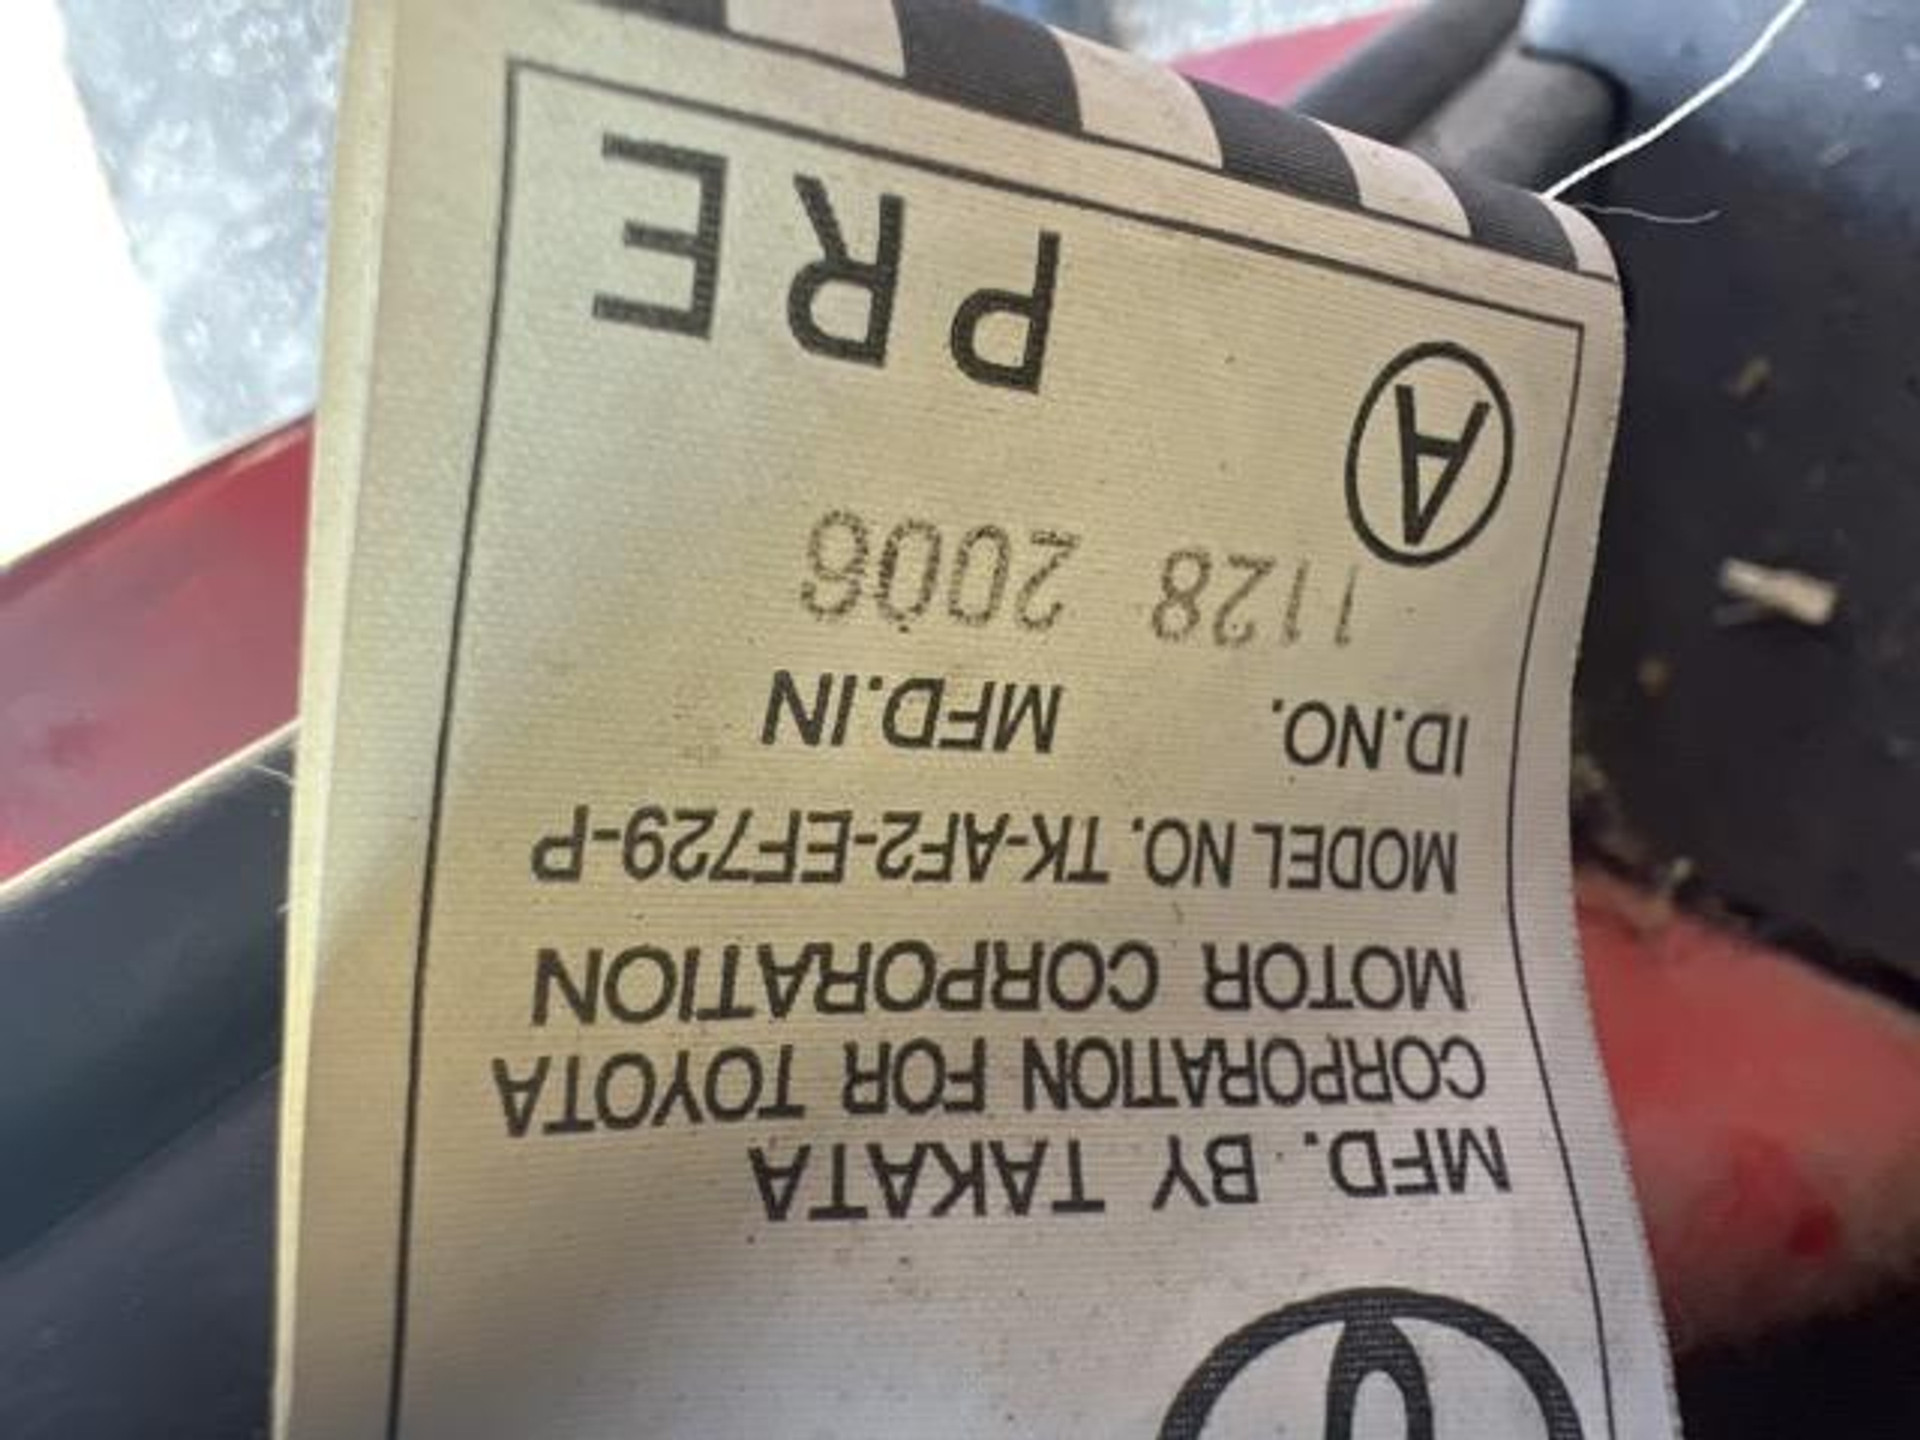 MFD. BY TAKATA
CORPORATION FOR TOYOTA
MOTOR CORPORATION
MODEL NO. TK-AF2-EF729-P
ID.NO. MFD.IN
1128 2006
A PRE